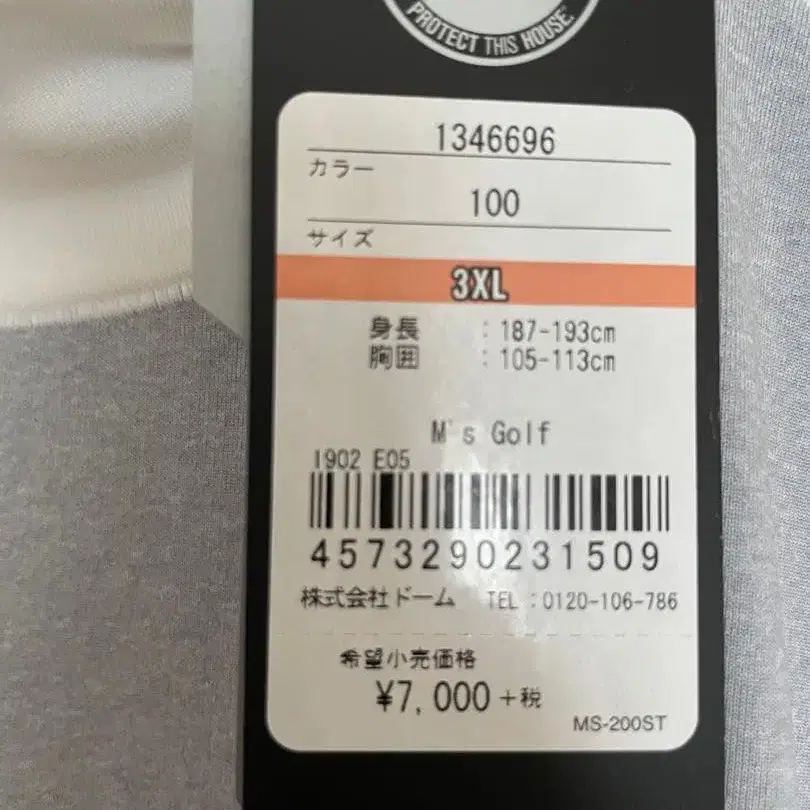 PROTECT THIS HOUSE.
1346696
カラー
100
サイズ
3XL
身長 : 187-193cm
胸囲 : 105-113cm
M's Golf
1902 E05
4573290231509
株式会社ドーム TEL :0120-106-786
希望小売価格
¥7,000+税
MS-200ST